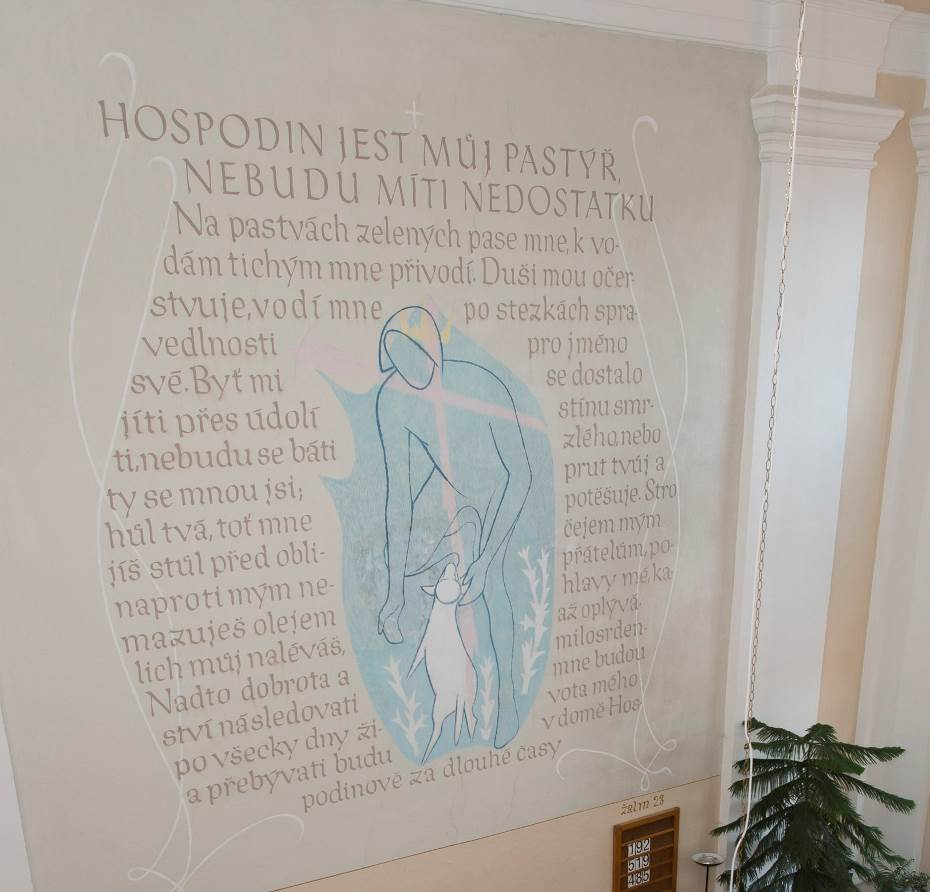 HOSPODIN JEST MŮJ PASTÝŘ,
NEBUDU MÍTI NEDOSTATKU
Na pastvách zelených pase mne, k vo-
dám tichým mne přivodí. Duši mou očer-
stvuje, vodí mne po stezkách spra-
vedlnosti pro jméno
své. Byť mi se dostalo
jíti přes údolí stínu smr-
ti, nebudu se báti zlého, nebo
ty se mnou jsi; prut tvůj a
hůl tvá, toť mne potěšuje. Stro
jíš stůl před obli- čejem mým
naproti mým ne- přátelům, po-
mazuješ olejem hlavy mé, ka-
lich můj naléváš, až oplývá.
Nadto dobrota a milosrden-
ství následovati mne budou
po všecky dny ži- vota mého
a přebývati budu v domě Hos-
podinově za dlouhé časy
žalm 23
192
519
485